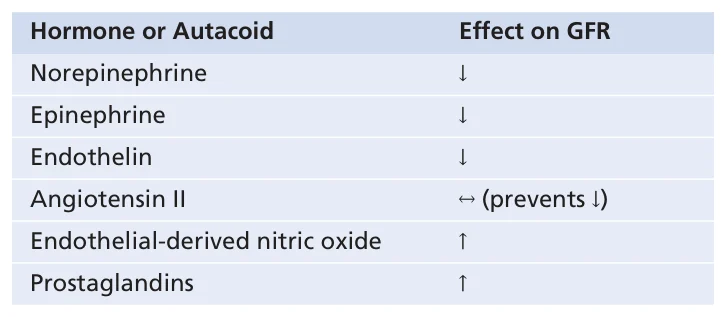 Hormone or Autacoid Effect on GFR
Norepinephrine ↓
Epinephrine ↓
Endothelin ↓
Angiotensin II ↔ (prevents ↓)
Endothelial-derived nitric oxide ↑
Prostaglandins ↑